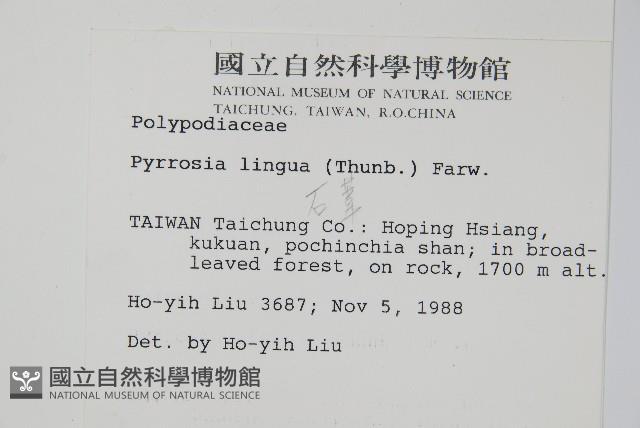 國立自然科學博物館
NATIONAL MUSEUM OF NATURAL SCIENCE
TAICHUNG, TAIWAN, R.O.CHINA
Polypodiaceae
Pyrrosia lingua (Thunb.) Farw.
石葦
TAIWAN Taichung Co.: Hoping Hsiang,
kukuan, pochinchia shan; in broad-
leaved forest, on rock, 1700 m alt.
Ho-yih Liu 3687; Nov 5, 1988
Det. by Ho-yih Liu
國立自然科學博物館
NATIONAL MUSEUM OF NATURAL SCIENCE